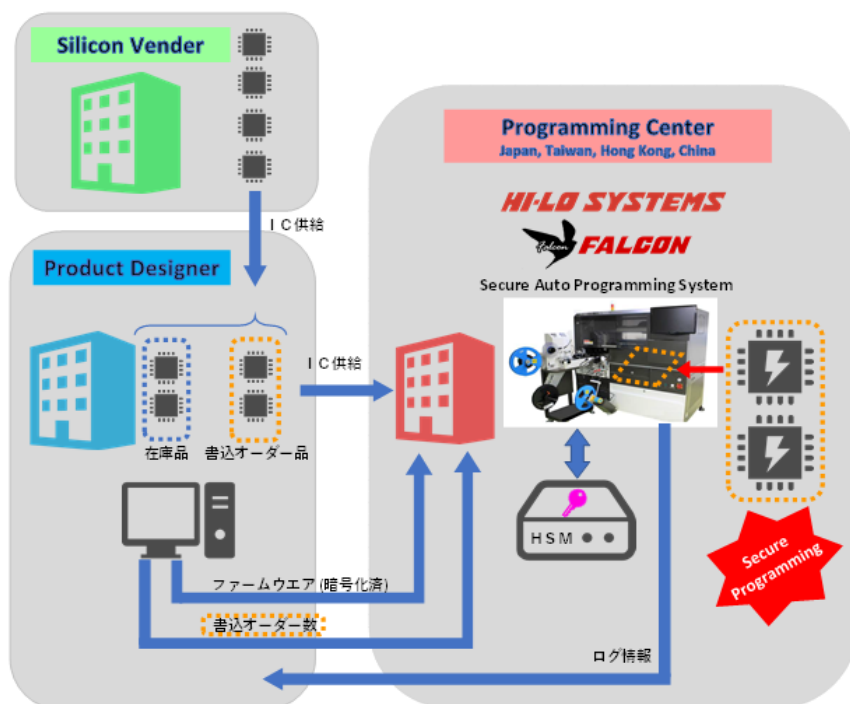 Silicon Vender
ＩＣ供給
Product Designer
ＩＣ供給
在庫品
書込オーダー品
ファームウエア(暗号化済)
書込オーダー数
Programming Center
Japan, Taiwan, Hong Kong, China
HI-LO SYSTEMS
Falcon FALCON
Secure Auto Programming System
ＨＳＭ
Secure
Programming
ログ情報